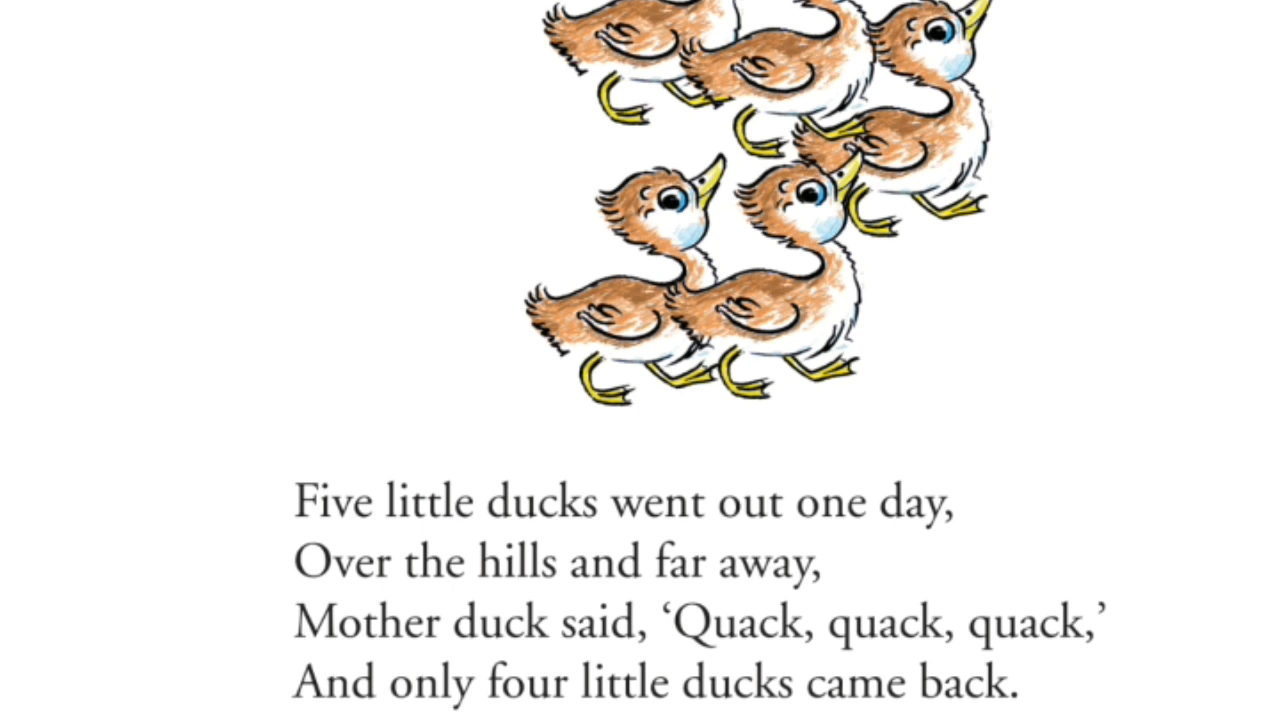 Five little ducks went out one day,
Over the hills and far away,
Mother duck said, ‘Quack, quack, quack,’
And only four little ducks came back.